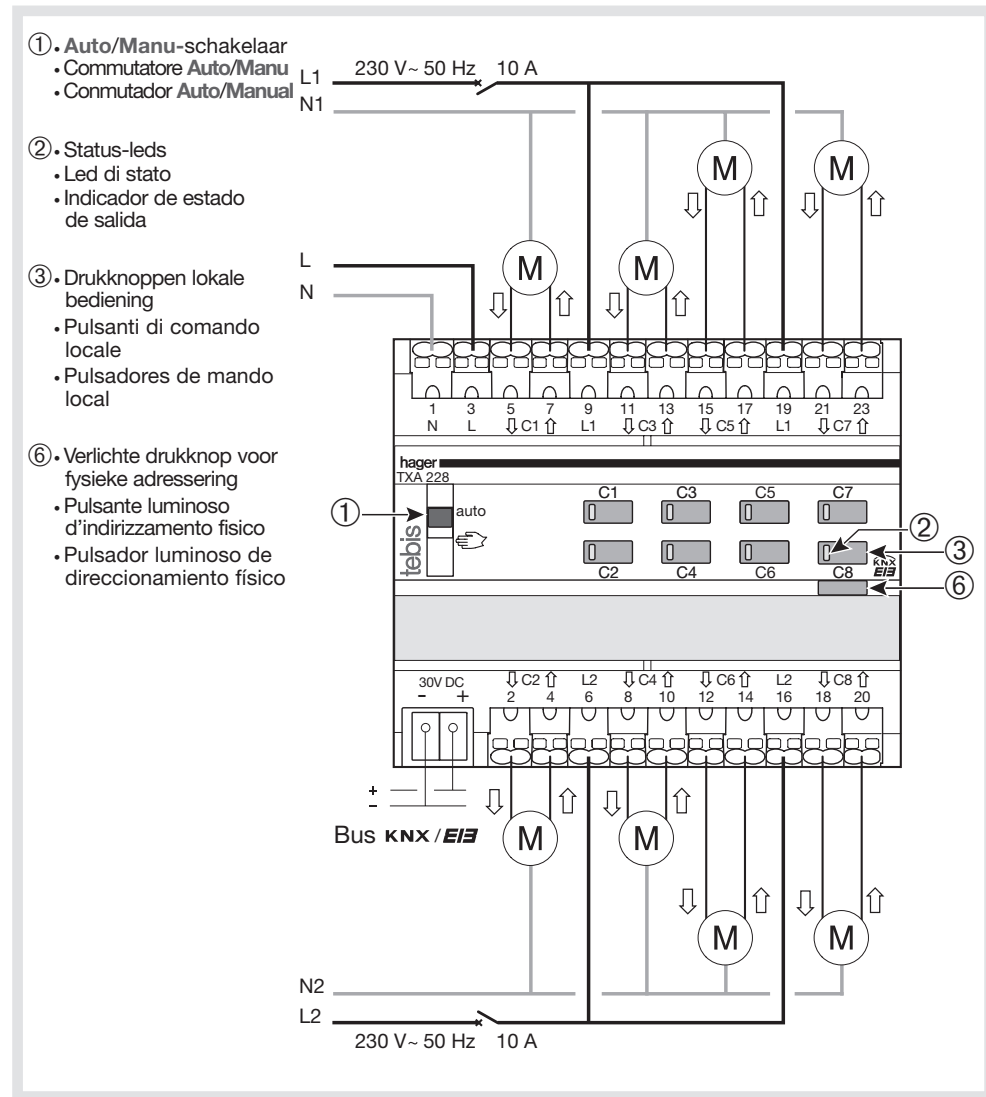 ① • Auto/Manu-schakelaar
• Commutatore Auto/Manu
• Conmutador Auto/Manual
② • Status-leds
• Led di stato
• Indicador de estado
de salida
③ • Drukknoppen lokale
bediening
• Pulsanti di comando
locale
• Pulsadores de mando
local
⑥ • Verlichte drukknop voor
fysieke adressering
• Pulsante luminoso
d'indirizzamento fisico
• Pulsador luminoso de
direccionamiento físico
L1 230 V~ 50 Hz 10 A
N1
M M
M M
L
N
1 3 5 7 9 11 13 15 17 19 21 23
N L ⇩ C1 ⇧ L1 ⇩ C3 ⇧ ⇩ C5 ⇧ L1 ⇩ C7 ⇧
hager
TXA 228
tebis
① auto
C1 C3 C5 C7
②
③
C2 C4 C6 C8
KNX
EIB
⑥
30V DC ⇩ C2 ⇧ L2 ⇩ C4 ⇧ ⇩ C6 ⇧ L2 ⇩ C8 ⇧
- + 2 4 6 8 10 12 14 16 18 20
+
–
Bus KNX / EIB
M M
M M
N2
L2
230 V~ 50 Hz 10 A